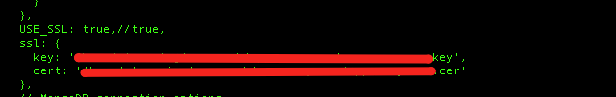 }
},
USE_SSL: true,//true,
ssl: {
key: 'key',
cert: '.cer'
},
// MongoDB connection options